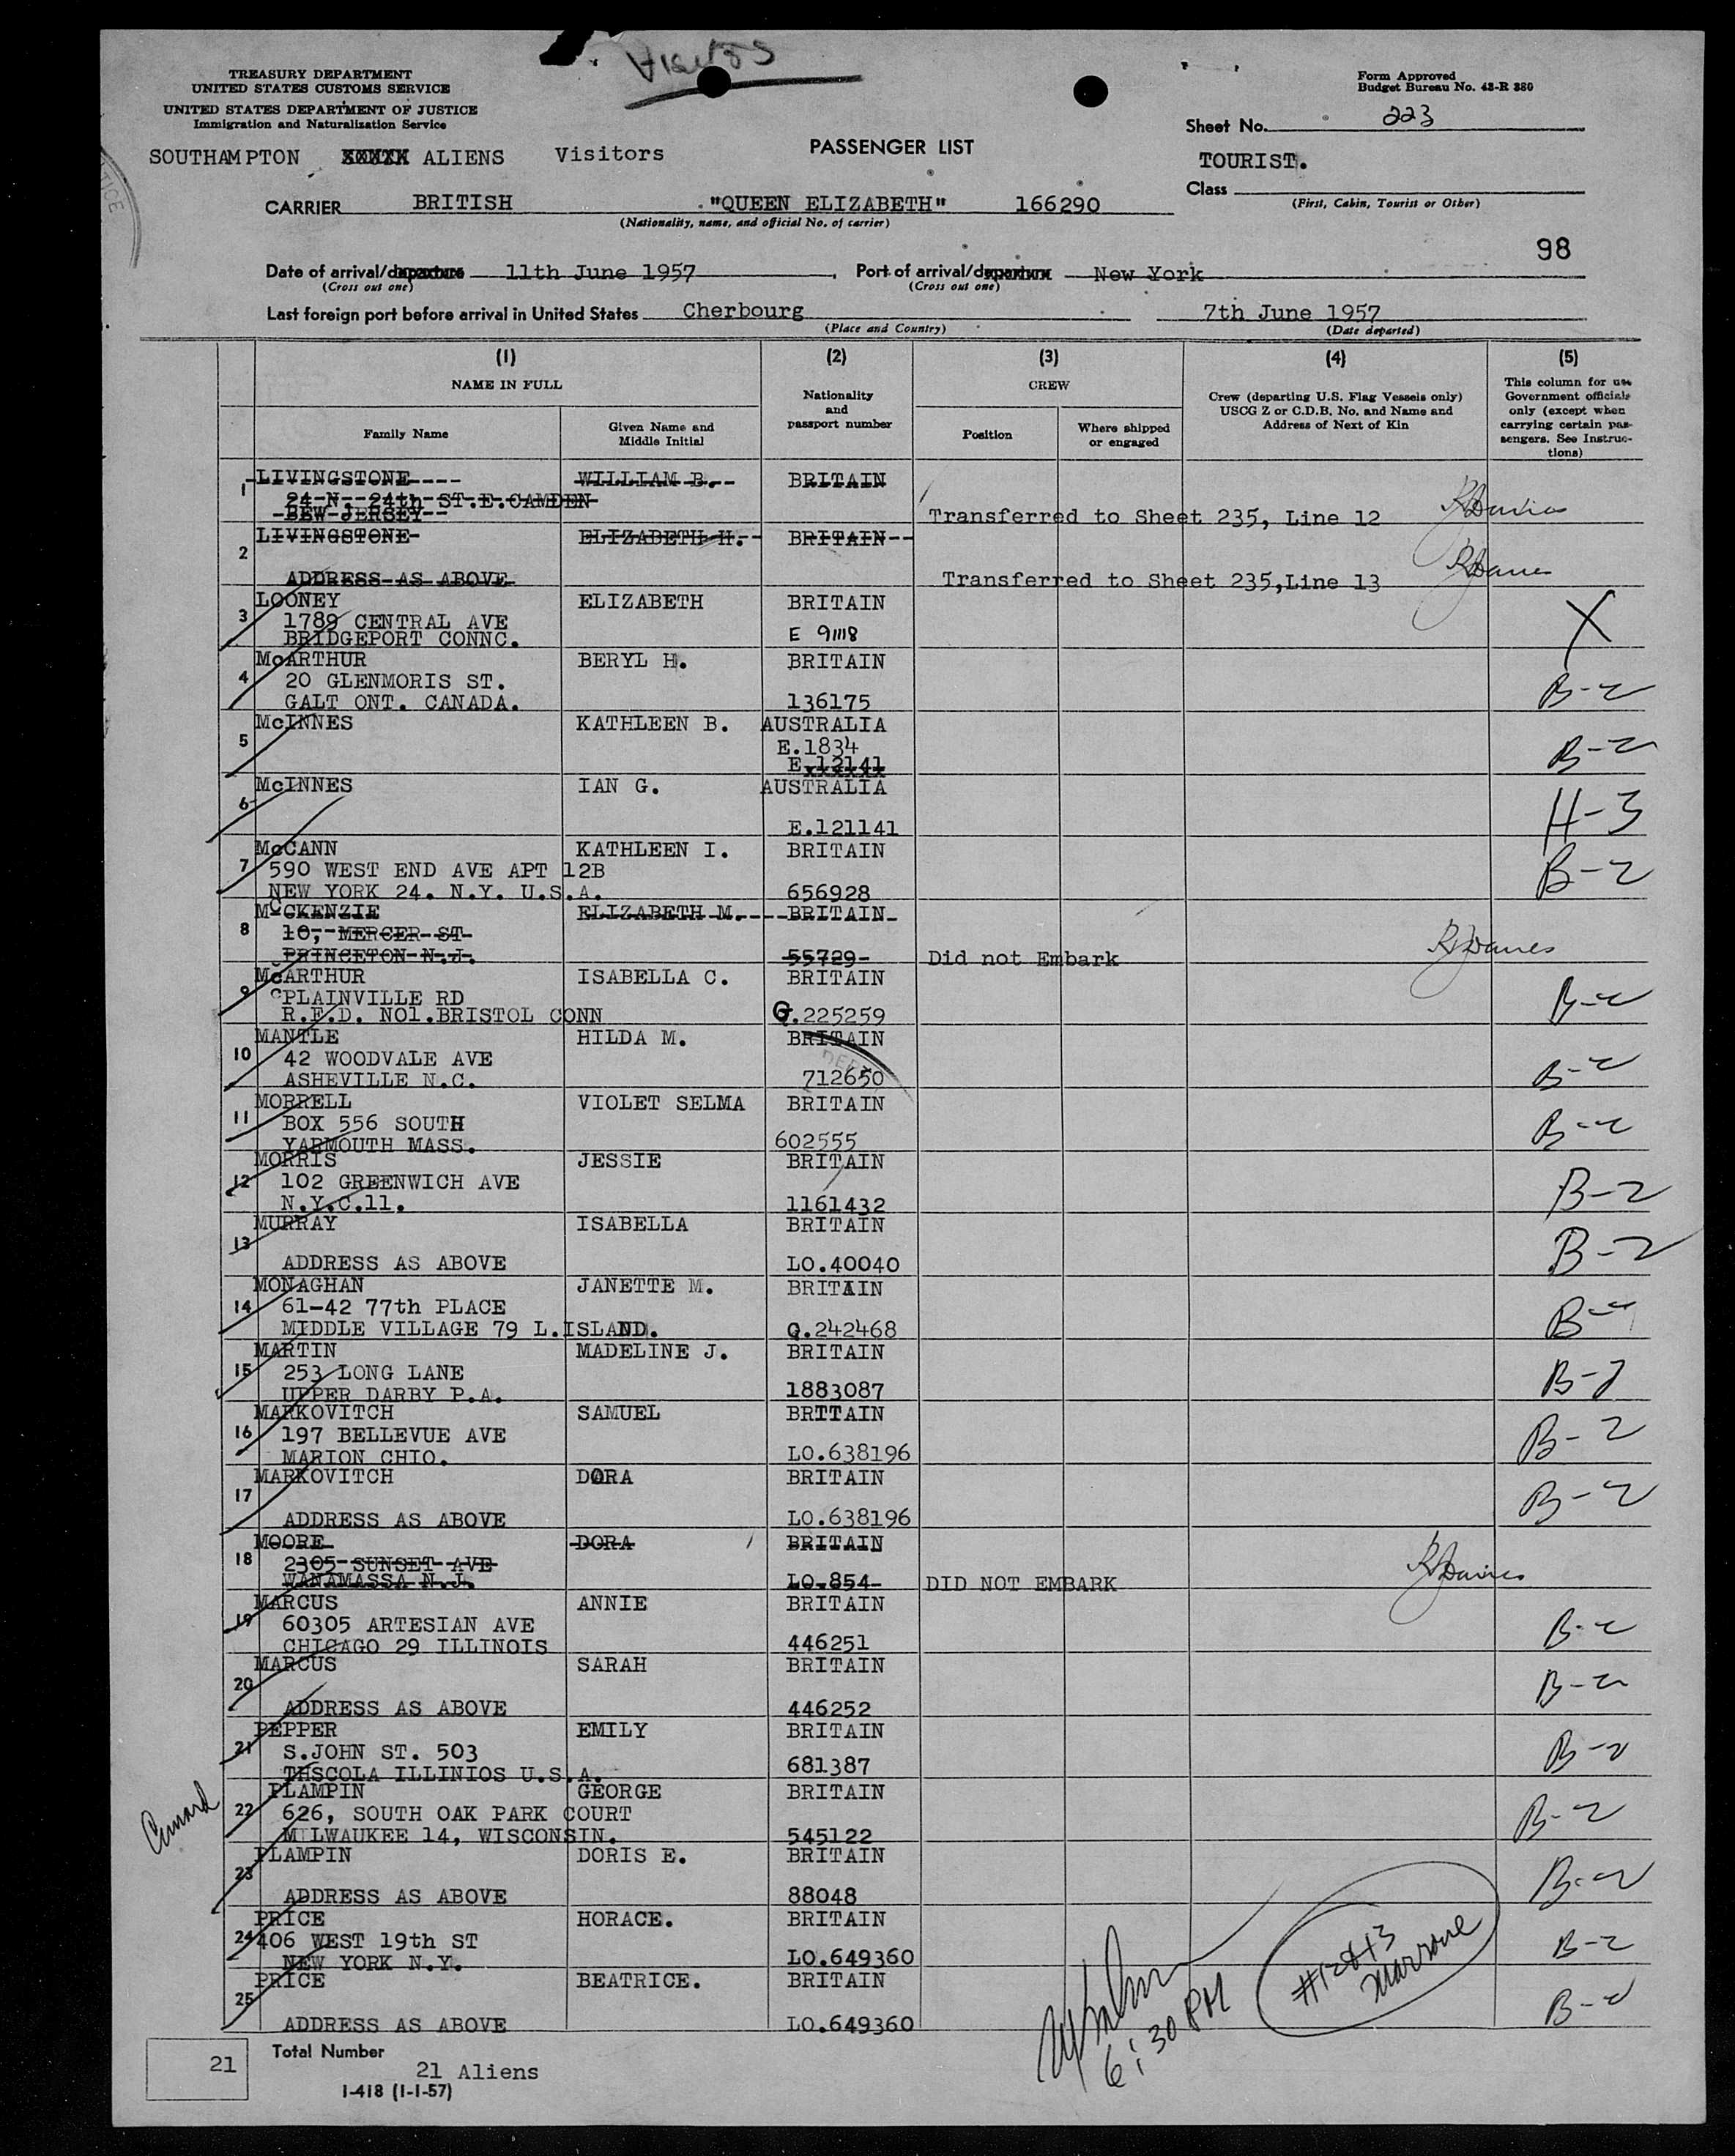 Visitors
TREASURY DEPARTMENT
UNITED STATES CUSTOMS SERVICE
UNITED STATES DEPARTMENT OF JUSTICE
Immigration and Naturalization Service
Form Approved
Budget Bureau No. 43-R 380
Sheet No. 223
SOUTHAMPTON ALIENS Visitors
PASSENGER LIST
TOURIST.
Class
(First, Cabin, Tourist or Other)
CARRIER BRITISH "QUEEN ELIZABETH" 166290
(Nationality, name, and official No. of carrier)
98
Date of arrival/departure 11th June 1957. Port of arrival/departure New York
(Cross out one) (Cross out one)
Last foreign port before arrival in United States Cherbourg 7th June 1957
(Place and Country) (Date departed)
(1) (2) (3) (4) (5)
NAME IN FULL
Nationality and passport number
CREW
Crew (departing U.S. Flag Vessels only) USCG Z or C.D.B. No. and Name and Address of Next of Kin
This column for use Government officials only (except when carrying certain passengers. See Instructions)
Family Name Given Name and Middle Initial Position Where shipped or engaged
1 LIVINGSTONE WILLIAM B. BRITAIN
24 N. 24th ST.E.CAMDEN
BEW JERSEY Transferred to Sheet 235, Line 12 RJDavies
2 LIVINGSTONE ELIZABETH H. BRITAIN
ADDRESS AS ABOVE Transferred to Sheet 235,Line 13 RJDavies
3 LOONEY ELIZABETH BRITAIN X
1789 CENTRAL AVE
BRIDGEPORT CONNC. E 91118
4 McARTHUR BERYL H. BRITAIN
20 GLENMORIS ST.
GALT ONT. CANADA. 136175 B-2
5 McINNES KATHLEEN B. AUSTRALIA
E.1834 B-2
E.12141
6 McINNES IAN G. AUSTRALIA
E.121141 H-3
7 McCANN KATHLEEN I. BRITAIN
590 WEST END AVE APT 12B
NEW YORK 24. N.Y. U.S.A. 656928 B-2
8 McCKENZIE ELIZABETH M. BRITAIN
10, MERCER ST
PRINCETON N.J. 55729 Did not Embark RJDavies
9 McARTHUR ISABELLA C. BRITAIN
PLAINVILLE RD
R.F.D. NO1.BRISTOL CONN Q.225259 B-2
10 MANTLE HILDA M. BRITAIN
42 WOODVALE AVE
ASHEVILLE N.C. 712650 B-2
11 MORRELL VIOLET SELMA BRITAIN
BOX 556 SOUTH
YARMOUTH MASS. 602555 B-2
12 MORRIS JESSIE BRITAIN
102 GREENWICH AVE
N.Y.C.11. 1161432 B-2
13 MURRAY ISABELLA BRITAIN
ADDRESS AS ABOVE LO.40040 B-2
14 MONAGHAN JANETTE M. BRITAIN
61-42 77th PLACE
MIDDLE VILLAGE 79 L.ISLAND. Q.242468 B-2
15 MARTIN MADELINE J. BRITAIN
253 LONG LANE
UPPER DARBY P.A. 1883087 B-2
16 MARKOVITCH SAMUEL BRTTAIN
197 BELLEVUE AVE
MARION CHIO. LO.638196 B-2
17 MARKOVITCH DORA BRITAIN
ADDRESS AS ABOVE LO.638196 B-2
18 MOORE DORA BRITAIN
2305 SUNSET AVE
WANAMASSA N.J. LO.854 DID NOT EMBARK RJDavies
19 MARCUS ANNIE BRITAIN
60305 ARTESIAN AVE
CHICAGO 29 ILLINOIS 446251 B-2
20 MARCUS SARAH BRITAIN
ADDRESS AS ABOVE 446252 B-2
21 PEPPER EMILY BRITAIN
S.JOHN ST. 503
THSCOLA ILLINIOS U.S.A. 681387 B-2
Cunard
22 PLAMPIN GEORGE BRITAIN
626, SOUTH OAK PARK COURT
MILWAUKEE 14, WISCONSIN. 545122 B-2
23 PLAMPIN DORIS E. BRITAIN
ADDRESS AS ABOVE 88048 B-2
24 PRICE HORACE. BRITAIN
406 WEST 19th ST
NEW YORK N.Y. LO.649360 B-2
25 PRICE BEATRICE. BRITAIN
ADDRESS AS ABOVE LO.649360 B-2
6:30 PM
#12&13
Marrone
21 Total Number
21 Aliens
I-418 (1-1-57)